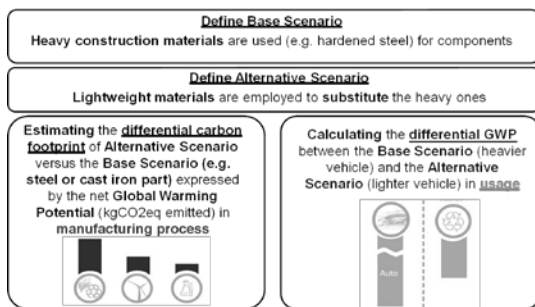 Define Base Scenario
Heavy construction materials are used (e.g. hardened steel) for components
Define Alternative Scenario
Lightweight materials are employed to substitute the heavy ones
Estimating the differential carbon
footprint of Alternative Scenario
versus the Base Scenario (e.g.
steel or cast iron part) expressed
by the net Global Warming
Potential (kgCO2eq emitted) in
manufacturing process
Calculating the differential GWP
between the Base Scenario (heavier
vehicle) and the Alternative
Scenario (lighter vehicle) in usage
Auto